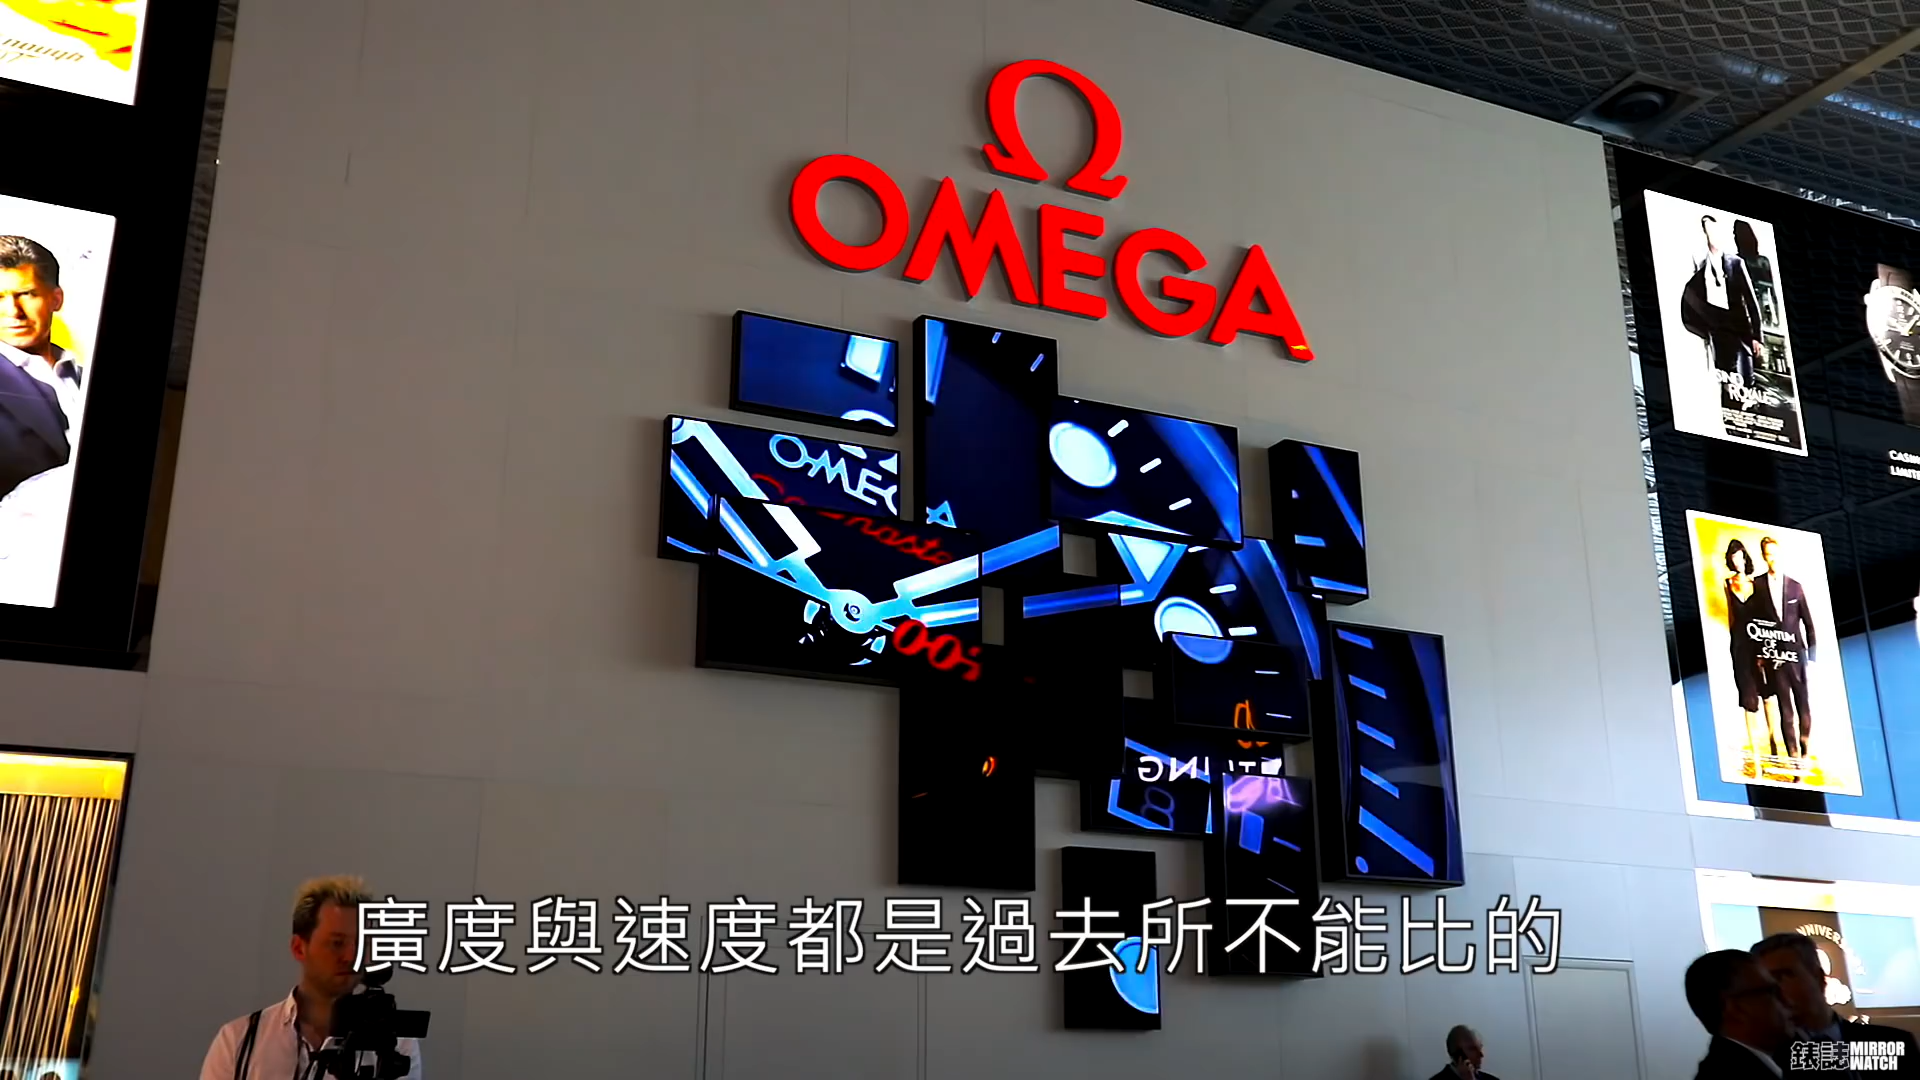 Ω
OMEGA
OMEGA
007
CASINO
ROYALE
QUANTUM
OF
SOLACE
廣度與速度都是過去所不能比的
錶誌 MIRROR
WATCH